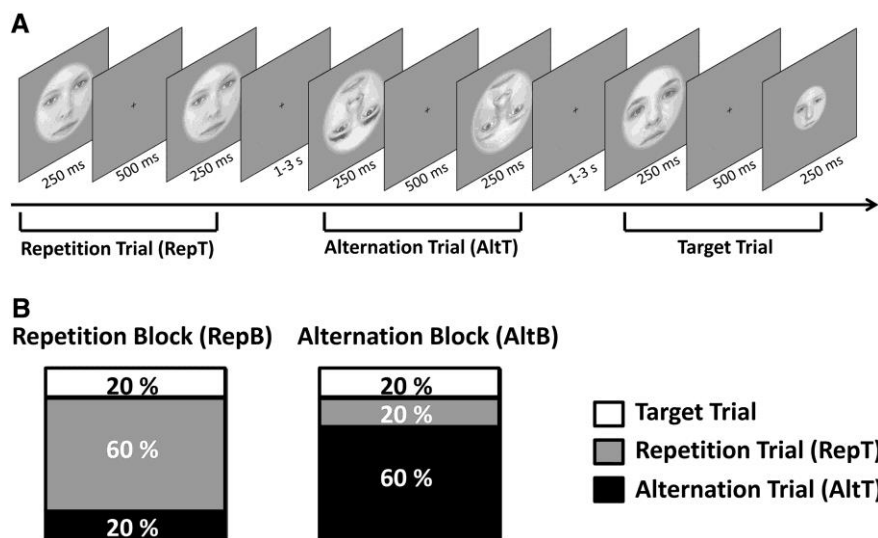 A
250 ms
500 ms
250 ms
1-3 s
250 ms
500 ms
250 ms
1-3 s
250 ms
500 ms
250 ms
Repetition Trial (RepT)
Alternation Trial (AltT)
Target Trial
B
Repetition Block (RepB)
Alternation Block (AltB)
20 %
60 %
20 %
20 %
20 %
60 %
Target Trial
Repetition Trial (RepT)
Alternation Trial (AltT)